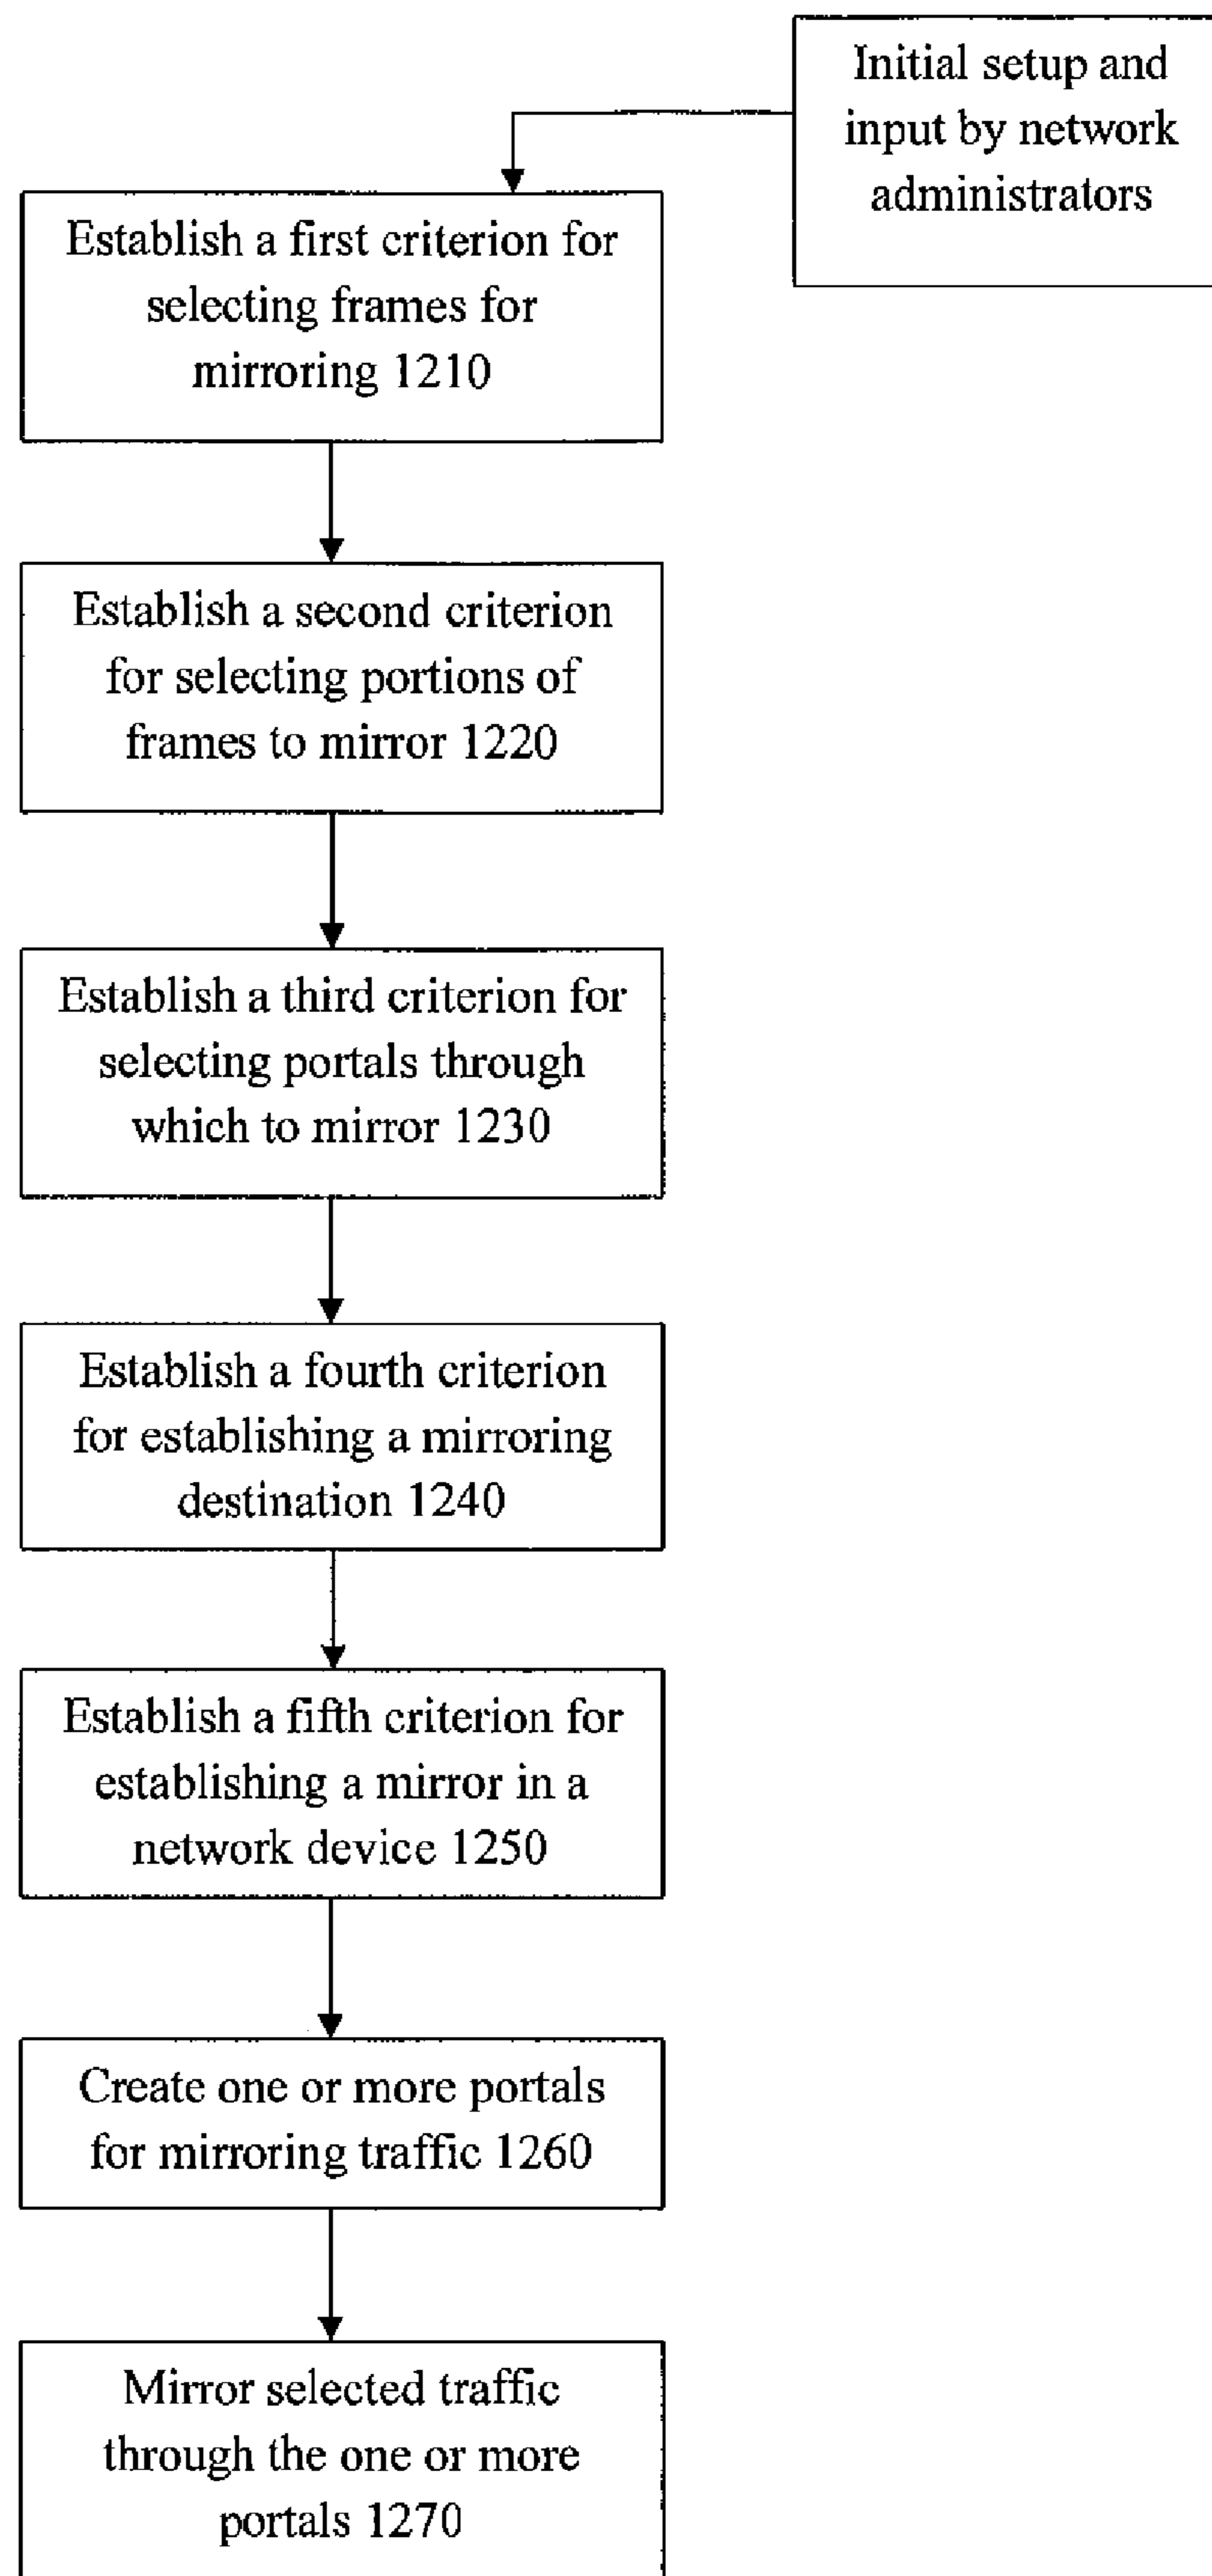 Initial setup and
input by network
administrators
Establish a first criterion for
selecting frames for
mirroring 1210
Establish a second criterion
for selecting portions of
frames to mirror 1220
Establish a third criterion for
selecting portals through
which to mirror 1230
Establish a fourth criterion
for establishing a mirroring
destination 1240
Establish a fifth criterion for
establishing a mirror in a
network device 1250
Create one or more portals
for mirroring traffic 1260
Mirror selected traffic
through the one or more
portals 1270